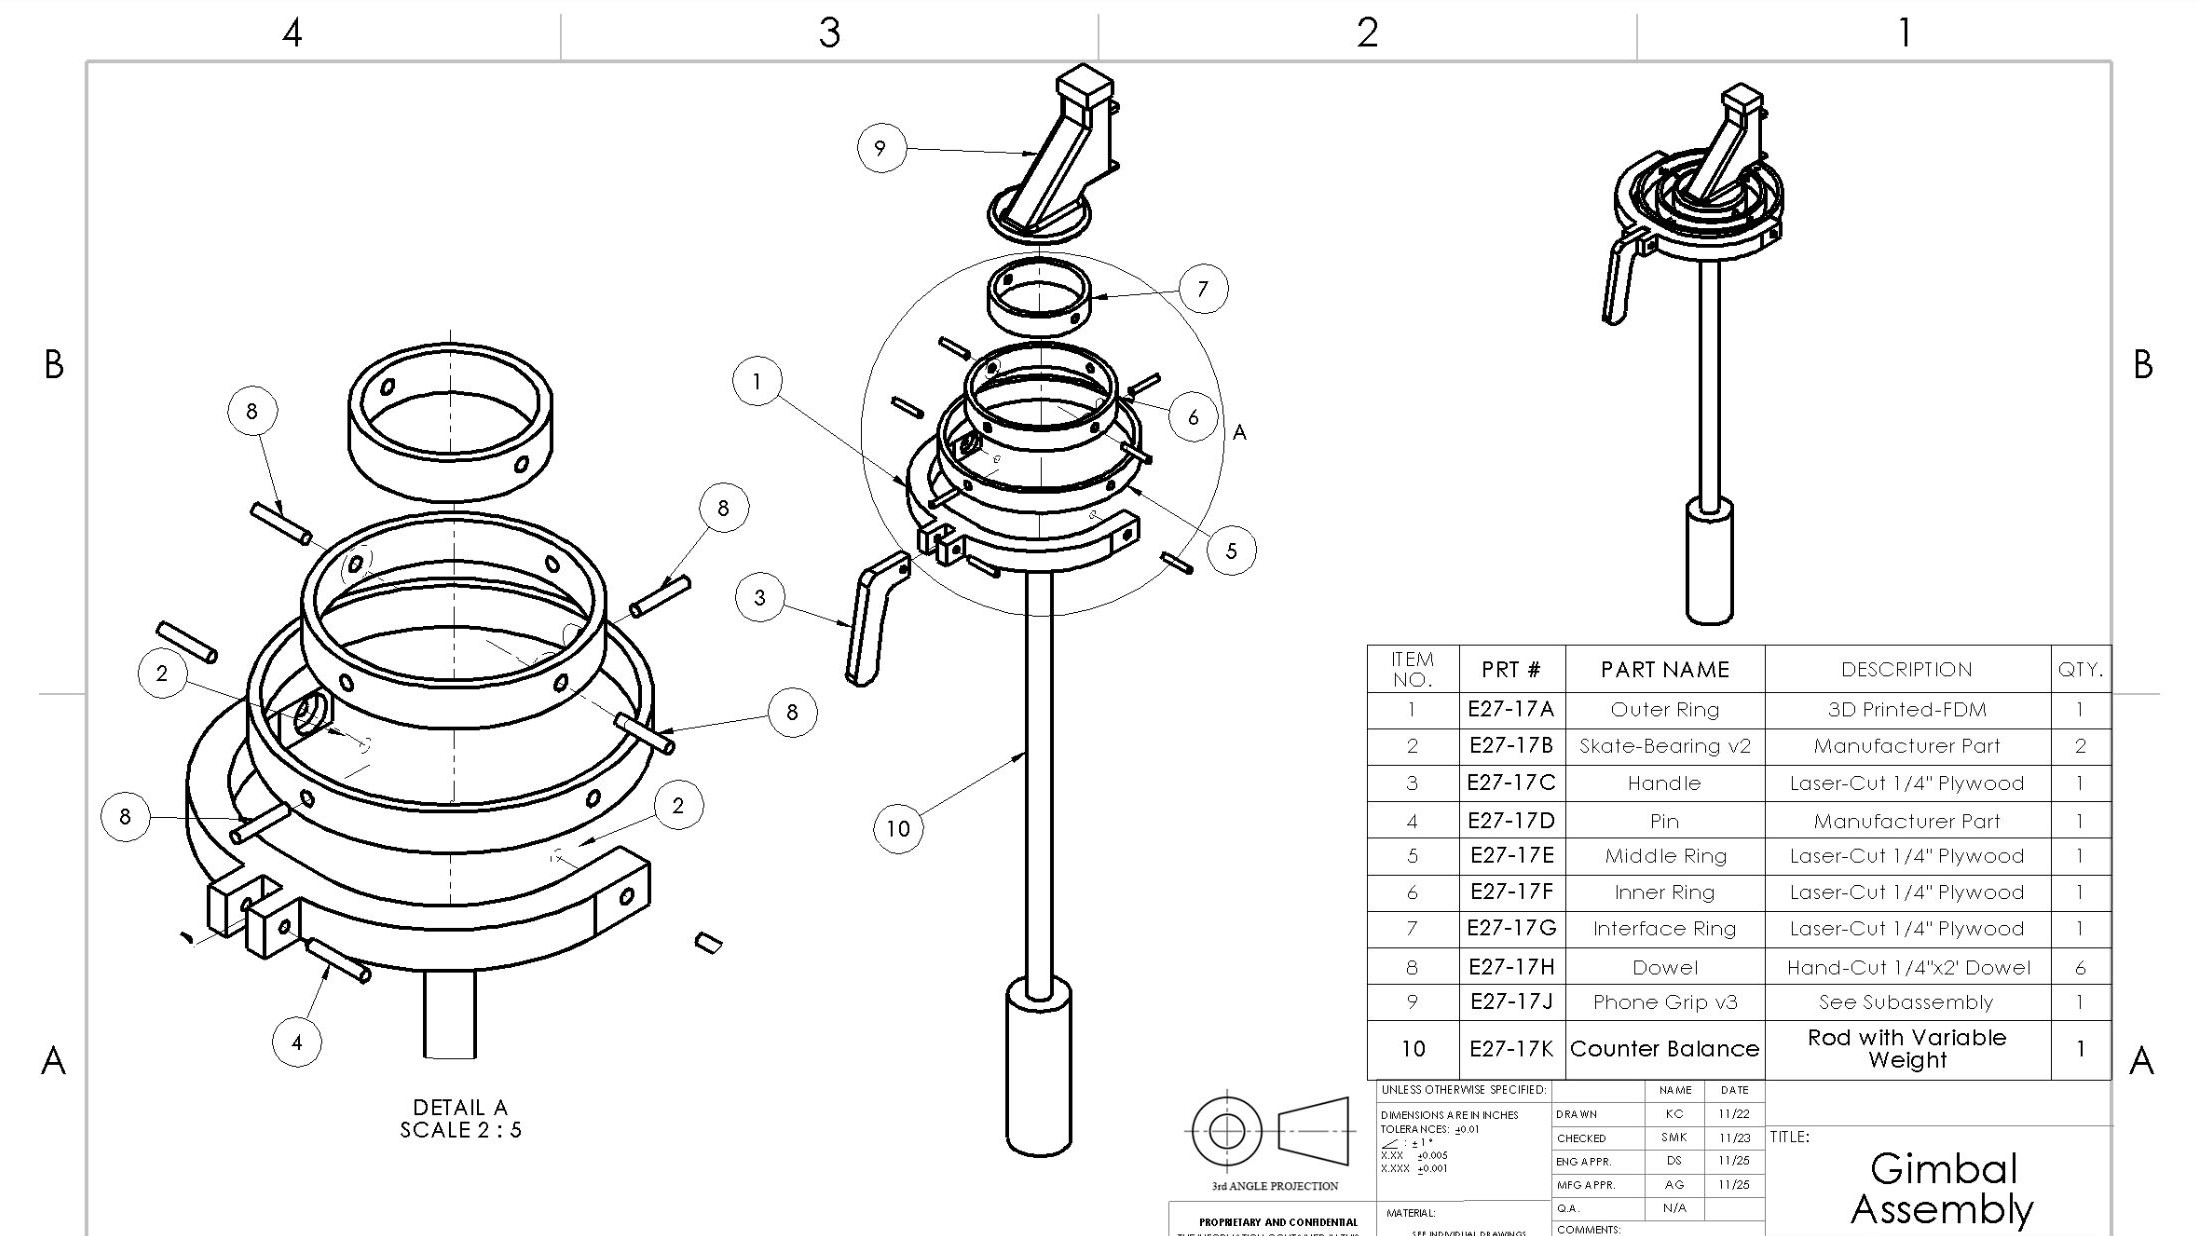 4 3 2 1
B
B
A
A
9
7
1
6
A
5
3
10
8
8
2
8
8
2
4
DETAIL A
SCALE 2 : 5
ITEM NO. PRT # PART NAME DESCRIPTION QTY.
1 E27-17A Outer Ring 3D Printed-FDM 1
2 E27-17B Skate-Bearing v2 Manufacturer Part 2
3 E27-17C Handle Laser-Cut 1/4" Plywood 1
4 E27-17D Pin Manufacturer Part 1
5 E27-17E Middle Ring Laser-Cut 1/4" Plywood 1
6 E27-17F Inner Ring Laser-Cut 1/4" Plywood 1
7 E27-17G Interface Ring Laser-Cut 1/4" Plywood 1
8 E27-17H Dowel Hand-Cut 1/4"x2' Dowel 6
9 E27-17J Phone Grip v3 See Subassembly 1
10 E27-17K Counter Balance Rod with Variable Weight 1
3rd ANGLE PROJECTION
PROPRIETARY AND CONFIDENTIAL
UNLESS OTHERWISE SPECIFIED:
DIMENSIONS ARE IN INCHES
TOLERANCES: ±0.01
∠ : ± 1°
X.XX ±0.005
X.XXX ±0.001
MATERIAL:
SEE INDIVIDUAL DRAWINGS
NAME DATE
DRAWN KC 11/22
CHECKED SMK 11/23
ENG APPR. DS 11/25
MFG APPR. AG 11/25
Q.A. N/A
COMMENTS:
TITLE:
Gimbal
Assembly